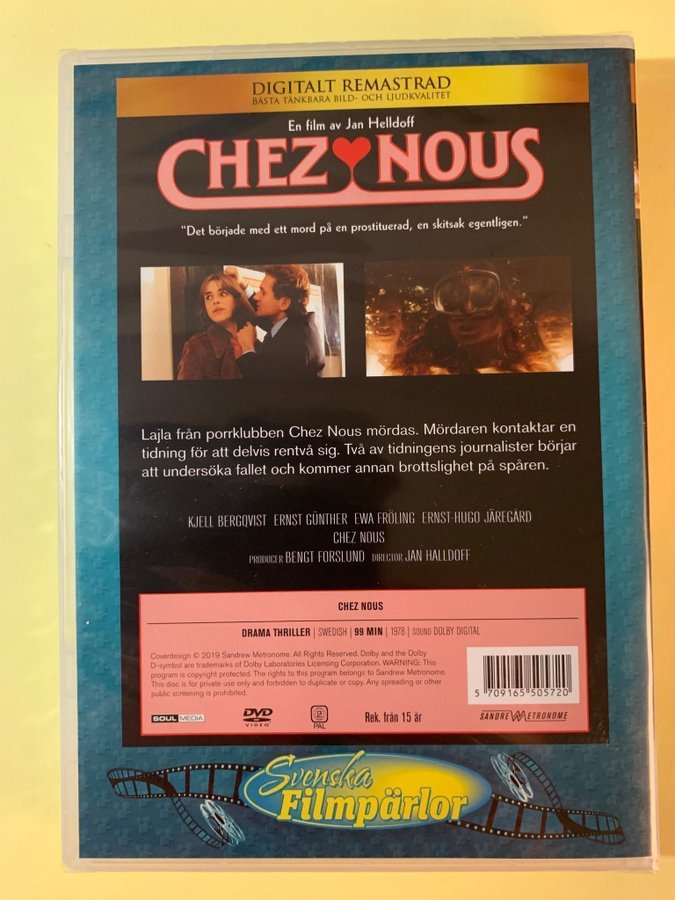 DIGITALT REMASTRAD
BÄSTA TÄNKBARA BILD- OCH LJUDKVALITET
En film av Jan Helldoff
CHEZ NOUS
"Det började med ett mord på en prostituerad, en skitsak egentligen."
Lajla från porrklubben Chez Nous mördas. Mördaren kontaktar en
tidning för att delvis rentvå sig. Två av tidningens journalister börjar
att undersöka fallet och kommer annan brottslighet på spåren.
KJELL BERGQVIST ERNST GÜNTHER EWA FRÖLING ERNST-HUGO JÄREGÅRD
CHEZ NOUS
PRODUCER BENGT FORSLUND DIRECTOR JAN HALLDOFF
CHEZ NOUS
DRAMA THRILLER | SWEDISH | 99 MIN | 1978 | SOUND DOLBY DIGITAL
Coverdesign © 2019 Sandrew Metronome. All Rights Reserved. Dolby and the Dolby
D-symbol are trademarks of Dolby Laboratories Licensing Corporation. WARNING: This
program is copyright protected. The rights to this program belongs to Sandrew Metronome.
This disc is for private use only and forbidden to duplicate or copy. Any spreading or other
public screening is prohibited.
5 709165 505720
SOUL MEDIA
DVD
VIDEO
2
PAL
Rek. från 15 år
SANDREW METRONOME
Svenska
Filmpärlor